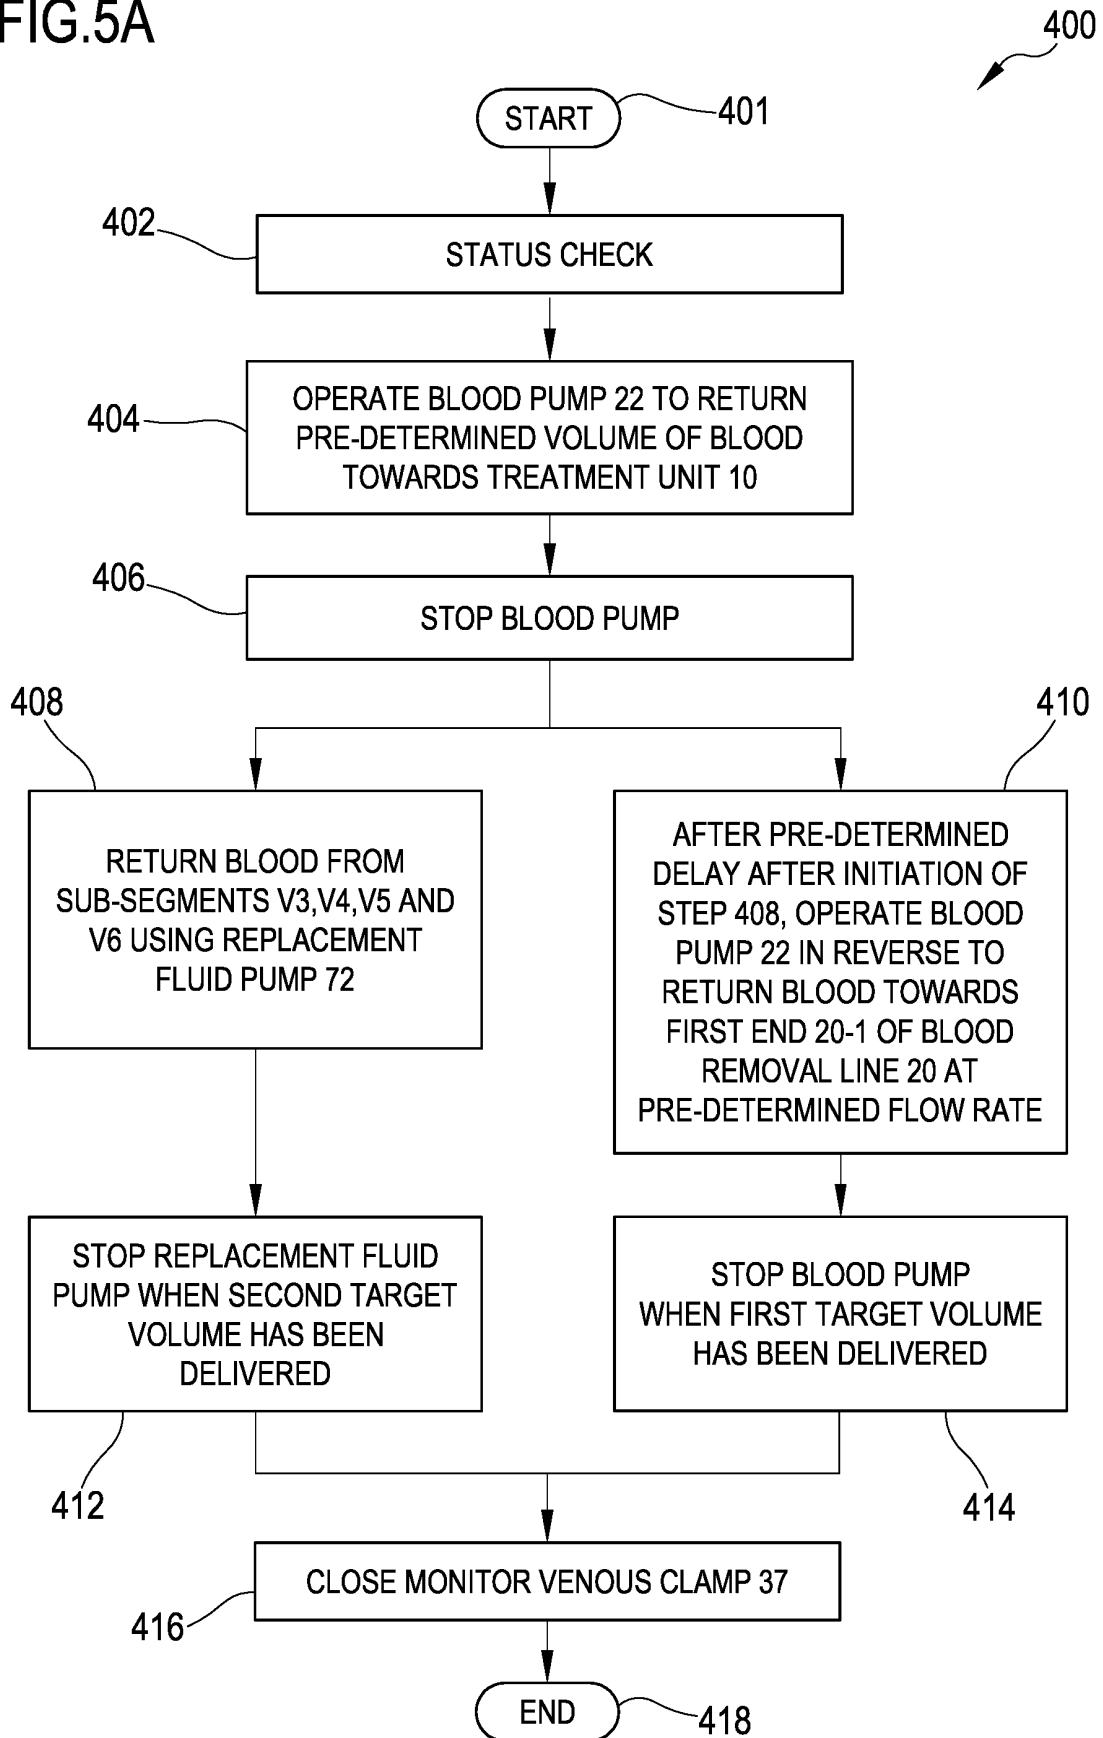 FIG.5A
400
START
401
402
STATUS CHECK
404
OPERATE BLOOD PUMP 22 TO RETURN
PRE-DETERMINED VOLUME OF BLOOD
TOWARDS TREATMENT UNIT 10
406
STOP BLOOD PUMP
408
410
RETURN BLOOD FROM
SUB-SEGMENTS V3,V4,V5 AND
V6 USING REPLACEMENT
FLUID PUMP 72
AFTER PRE-DETERMINED
DELAY AFTER INITIATION OF
STEP 408, OPERATE BLOOD
PUMP 22 IN REVERSE TO
RETURN BLOOD TOWARDS
FIRST END 20-1 OF BLOOD
REMOVAL LINE 20 AT
PRE-DETERMINED FLOW RATE
STOP REPLACEMENT FLUID
PUMP WHEN SECOND TARGET
VOLUME HAS BEEN
DELIVERED
STOP BLOOD PUMP
WHEN FIRST TARGET VOLUME
HAS BEEN DELIVERED
412
414
CLOSE MONITOR VENOUS CLAMP 37
416
END
418